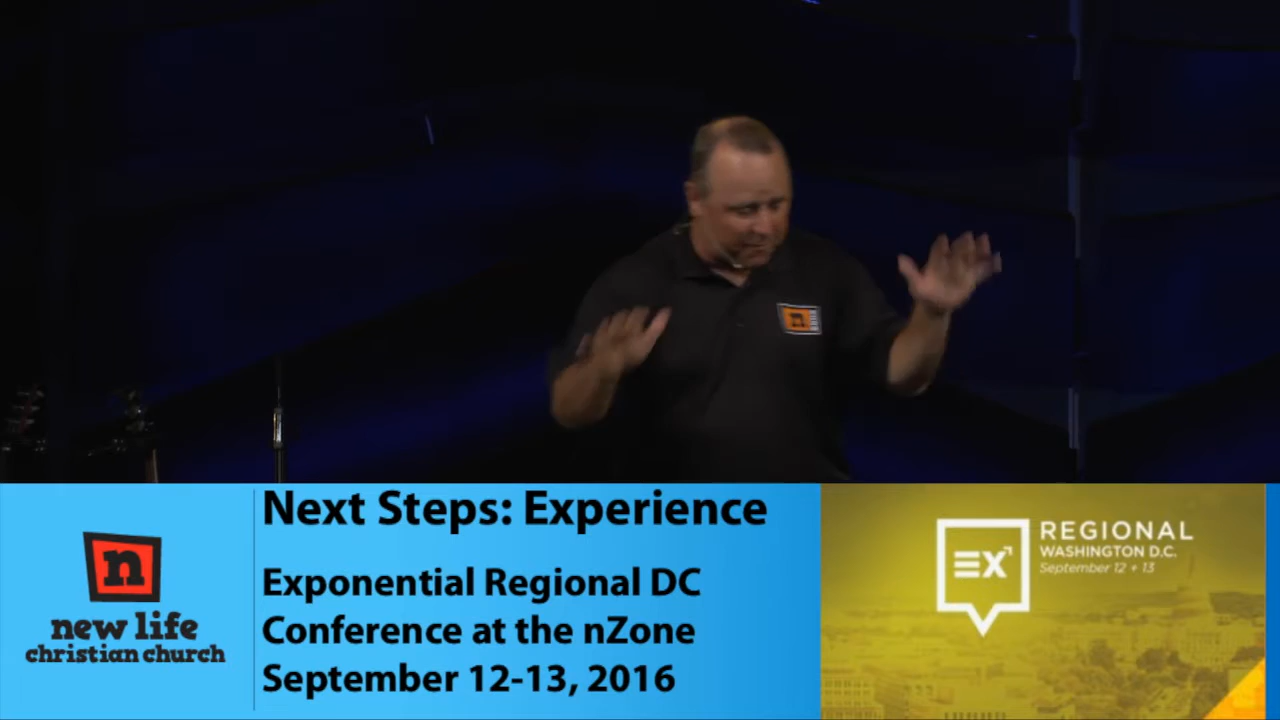 n
n
new life
christian church
Next Steps: Experience
Exponential Regional DC
Conference at the nZone
September 12-13, 2016
EX
REGIONAL
WASHINGTON D.C.
September 12 + 13